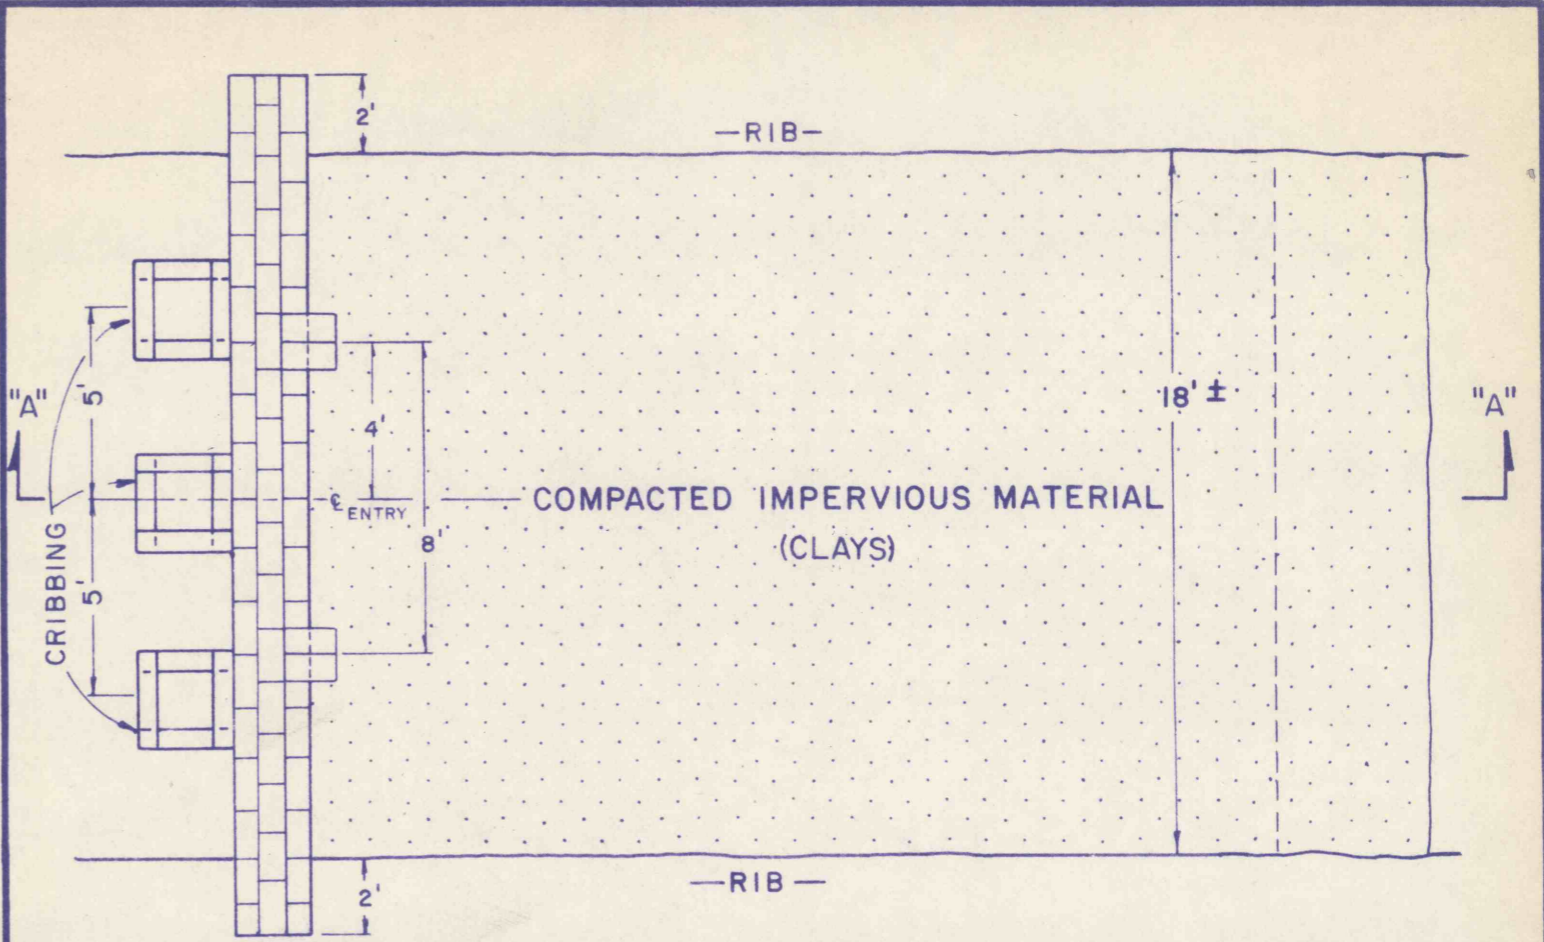 2'
—RIB—
"A"
5'
4'
18' ±
"A"
℄ ENTRY
COMPACTED IMPERVIOUS MATERIAL
8'
(CLAYS)
CRIBBING
5'
—RIB—
2'